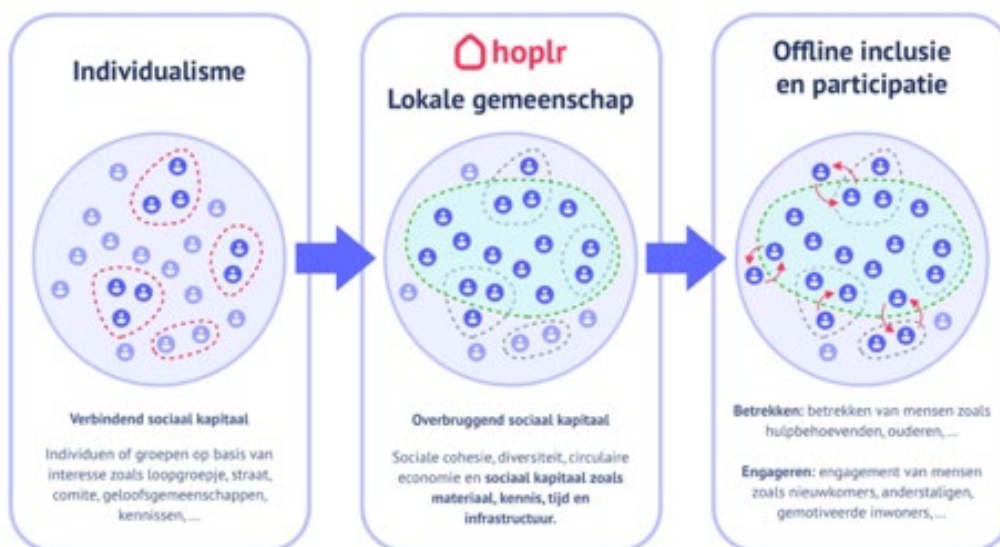 Individualisme
Verbindend sociaal kapitaal
Individuen of groepen op basis van
interesse zoals loopgroepje, straat,
comite, geloofsgemeenschappen,
kennissen, ...
hoplr
Lokale gemeenschap
Overbruggend sociaal kapitaal
Sociale cohesie, diversiteit, circulaire
economie en sociaal kapitaal zoals
materiaal, kennis, tijd en
infrastructuur.
Offline inclusie
en participatie
Betrekken: betrekken van mensen zoals
hulpbehoevenden, ouderen, ...
Engageren: engagement van mensen
zoals nieuwkomers, anderstaligen,
gemotiveerde inwoners, ...